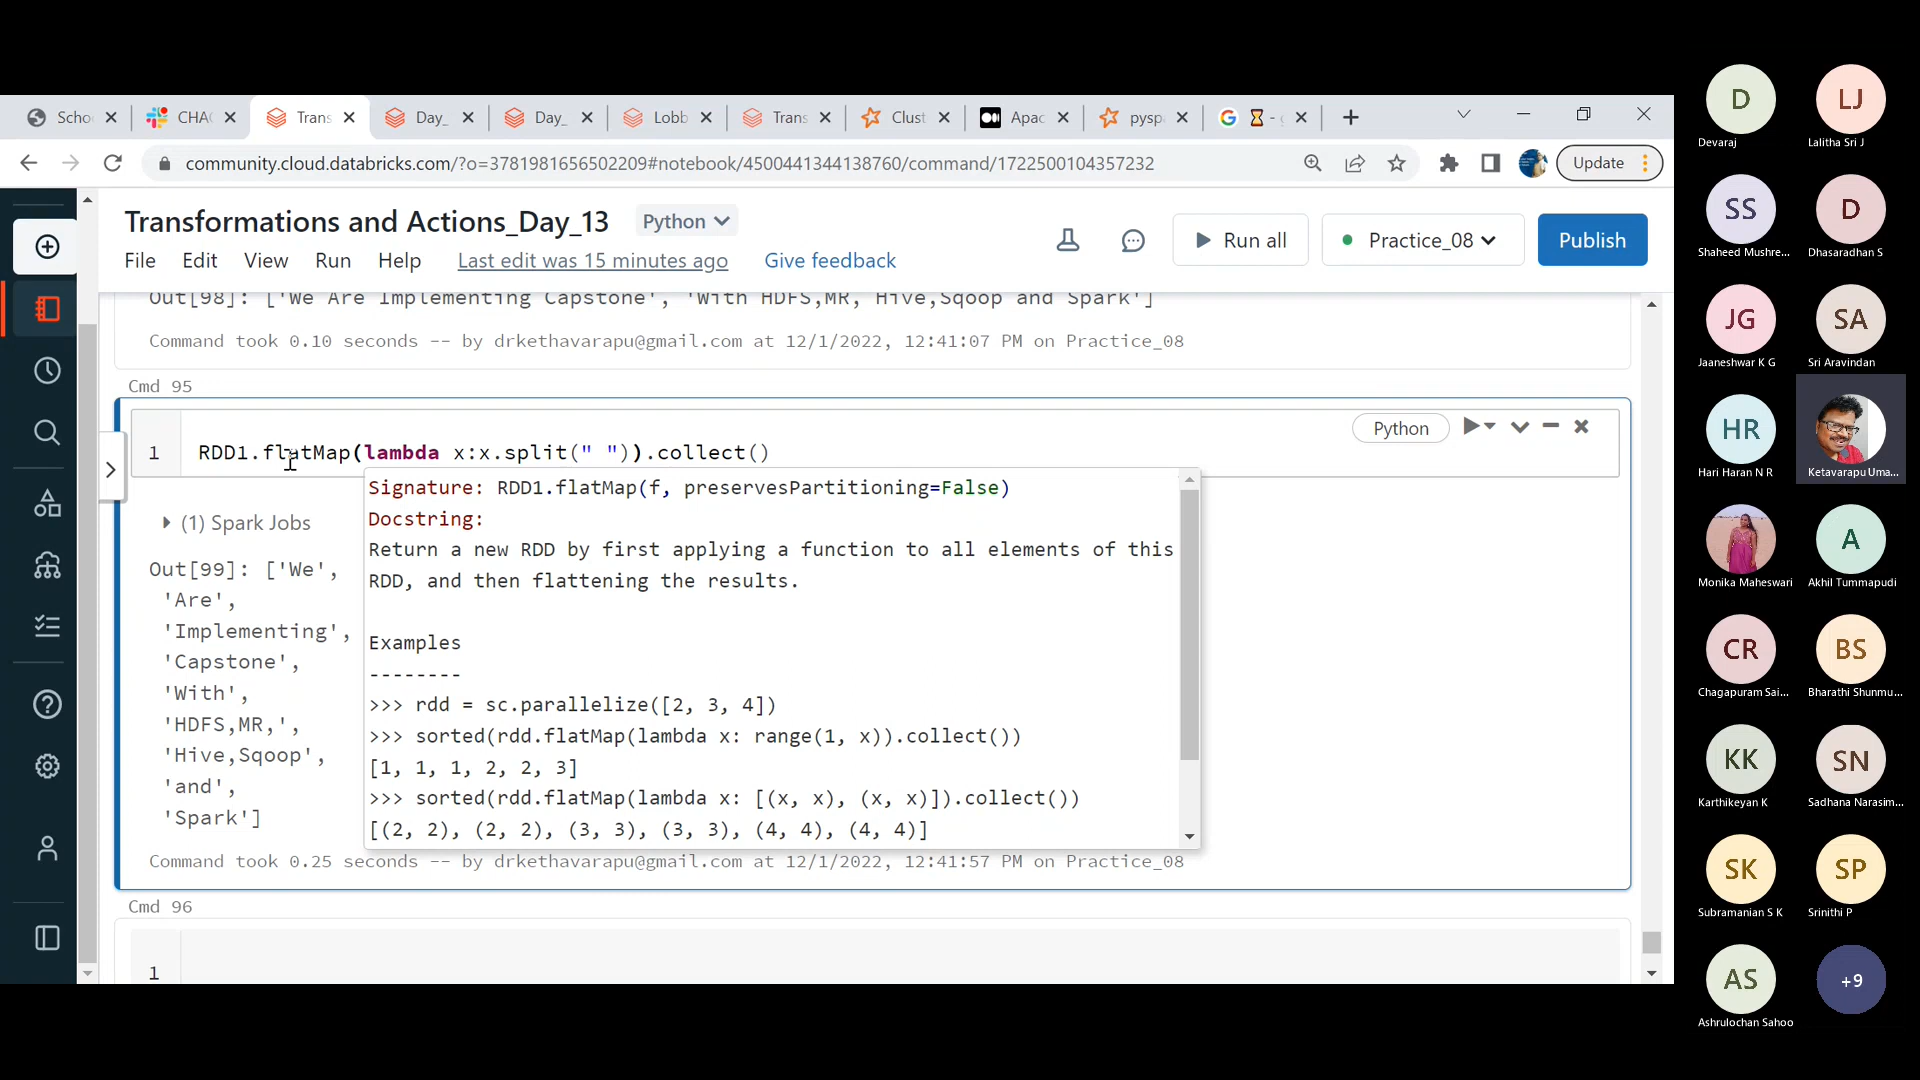 Scho
CHAC
Trans
Day_
Day_
Lobb
Trans
Clust
Apac
pysp
-
community.cloud.databricks.com/?o=3781981656502209#notebook/4500441344138760/command/1722500104357232
Update
Transformations and Actions_Day_13
Python
File Edit View Run Help
Last edit was 15 minutes ago
Give feedback
Run all
Practice_08
Publish
Out[98]: ['We Are Implementing Capstone', 'With HDFS,MR, Hive,Sqoop and Spark']
Command took 0.10 seconds -- by drkethavarapu@gmail.com at 12/1/2022, 12:41:07 PM on Practice_08
Cmd 95
Python
1 RDD1.flatMap(lambda x:x.split(" ")).collect()
Signature: RDD1.flatMap(f, preservesPartitioning=False)
Docstring:
Return a new RDD by first applying a function to all elements of this
RDD, and then flattening the results.
Examples
--------
>>> rdd = sc.parallelize([2, 3, 4])
>>> sorted(rdd.flatMap(lambda x: range(1, x)).collect())
[1, 1, 1, 2, 2, 3]
>>> sorted(rdd.flatMap(lambda x: [(x, x), (x, x)]).collect())
[(2, 2), (2, 2), (3, 3), (3, 3), (4, 4), (4, 4)]
(1) Spark Jobs
Out[99]: ['We',
'Are',
'Implementing',
'Capstone',
'With',
'HDFS,MR,',
'Hive,Sqoop',
'and',
'Spark']
Command took 0.25 seconds -- by drkethavarapu@gmail.com at 12/1/2022, 12:41:57 PM on Practice_08
Cmd 96
1
D
Devaraj
LJ
Lalitha Sri J
SS
Shaheed Mushre...
D
Dhasaradhan S
JG
Jaaneshwar K G
SA
Sri Aravindan
HR
Hari Haran N R
Ketavarapu Uma...
Monika Maheswari
A
Akhil Tummapudi
CR
Chagapuram Sai...
BS
Bharathi Shunmu...
KK
Karthikeyan K
SN
Sadhana Narasim...
SK
Subramanian S K
SP
Srinithi P
AS
Ashrulochan Sahoo
+9